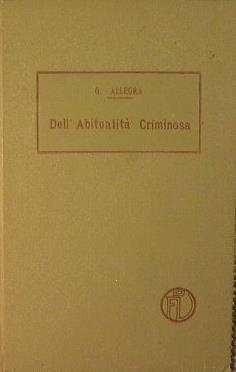 G. ALLEGRA
Dell' Abitualità Criminosa